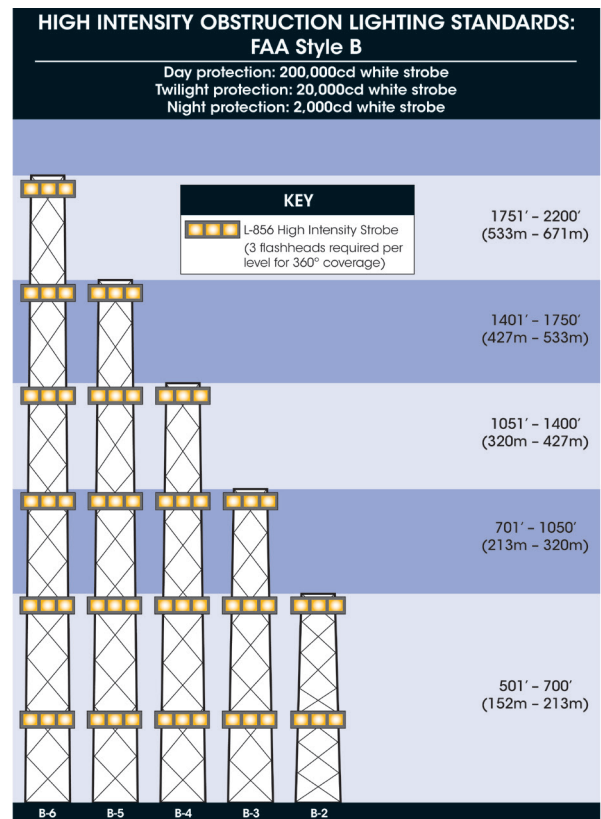 HIGH INTENSITY OBSTRUCTION LIGHTING STANDARDS:
FAA Style B
Day protection: 200,000cd white strobe
Twilight protection: 20,000cd white strobe
Night protection: 2,000cd white strobe
KEY
L-856 High Intensity Strobe
(3 flashheads required per
level for 360° coverage)
1751′ – 2200′
(533m – 671m)
1401′ – 1750′
(427m – 533m)
1051′ – 1400′
(320m – 427m)
701′ – 1050′
(213m – 320m)
501′ – 700′
(152m – 213m)
B-6 B-5 B-4 B-3 B-2